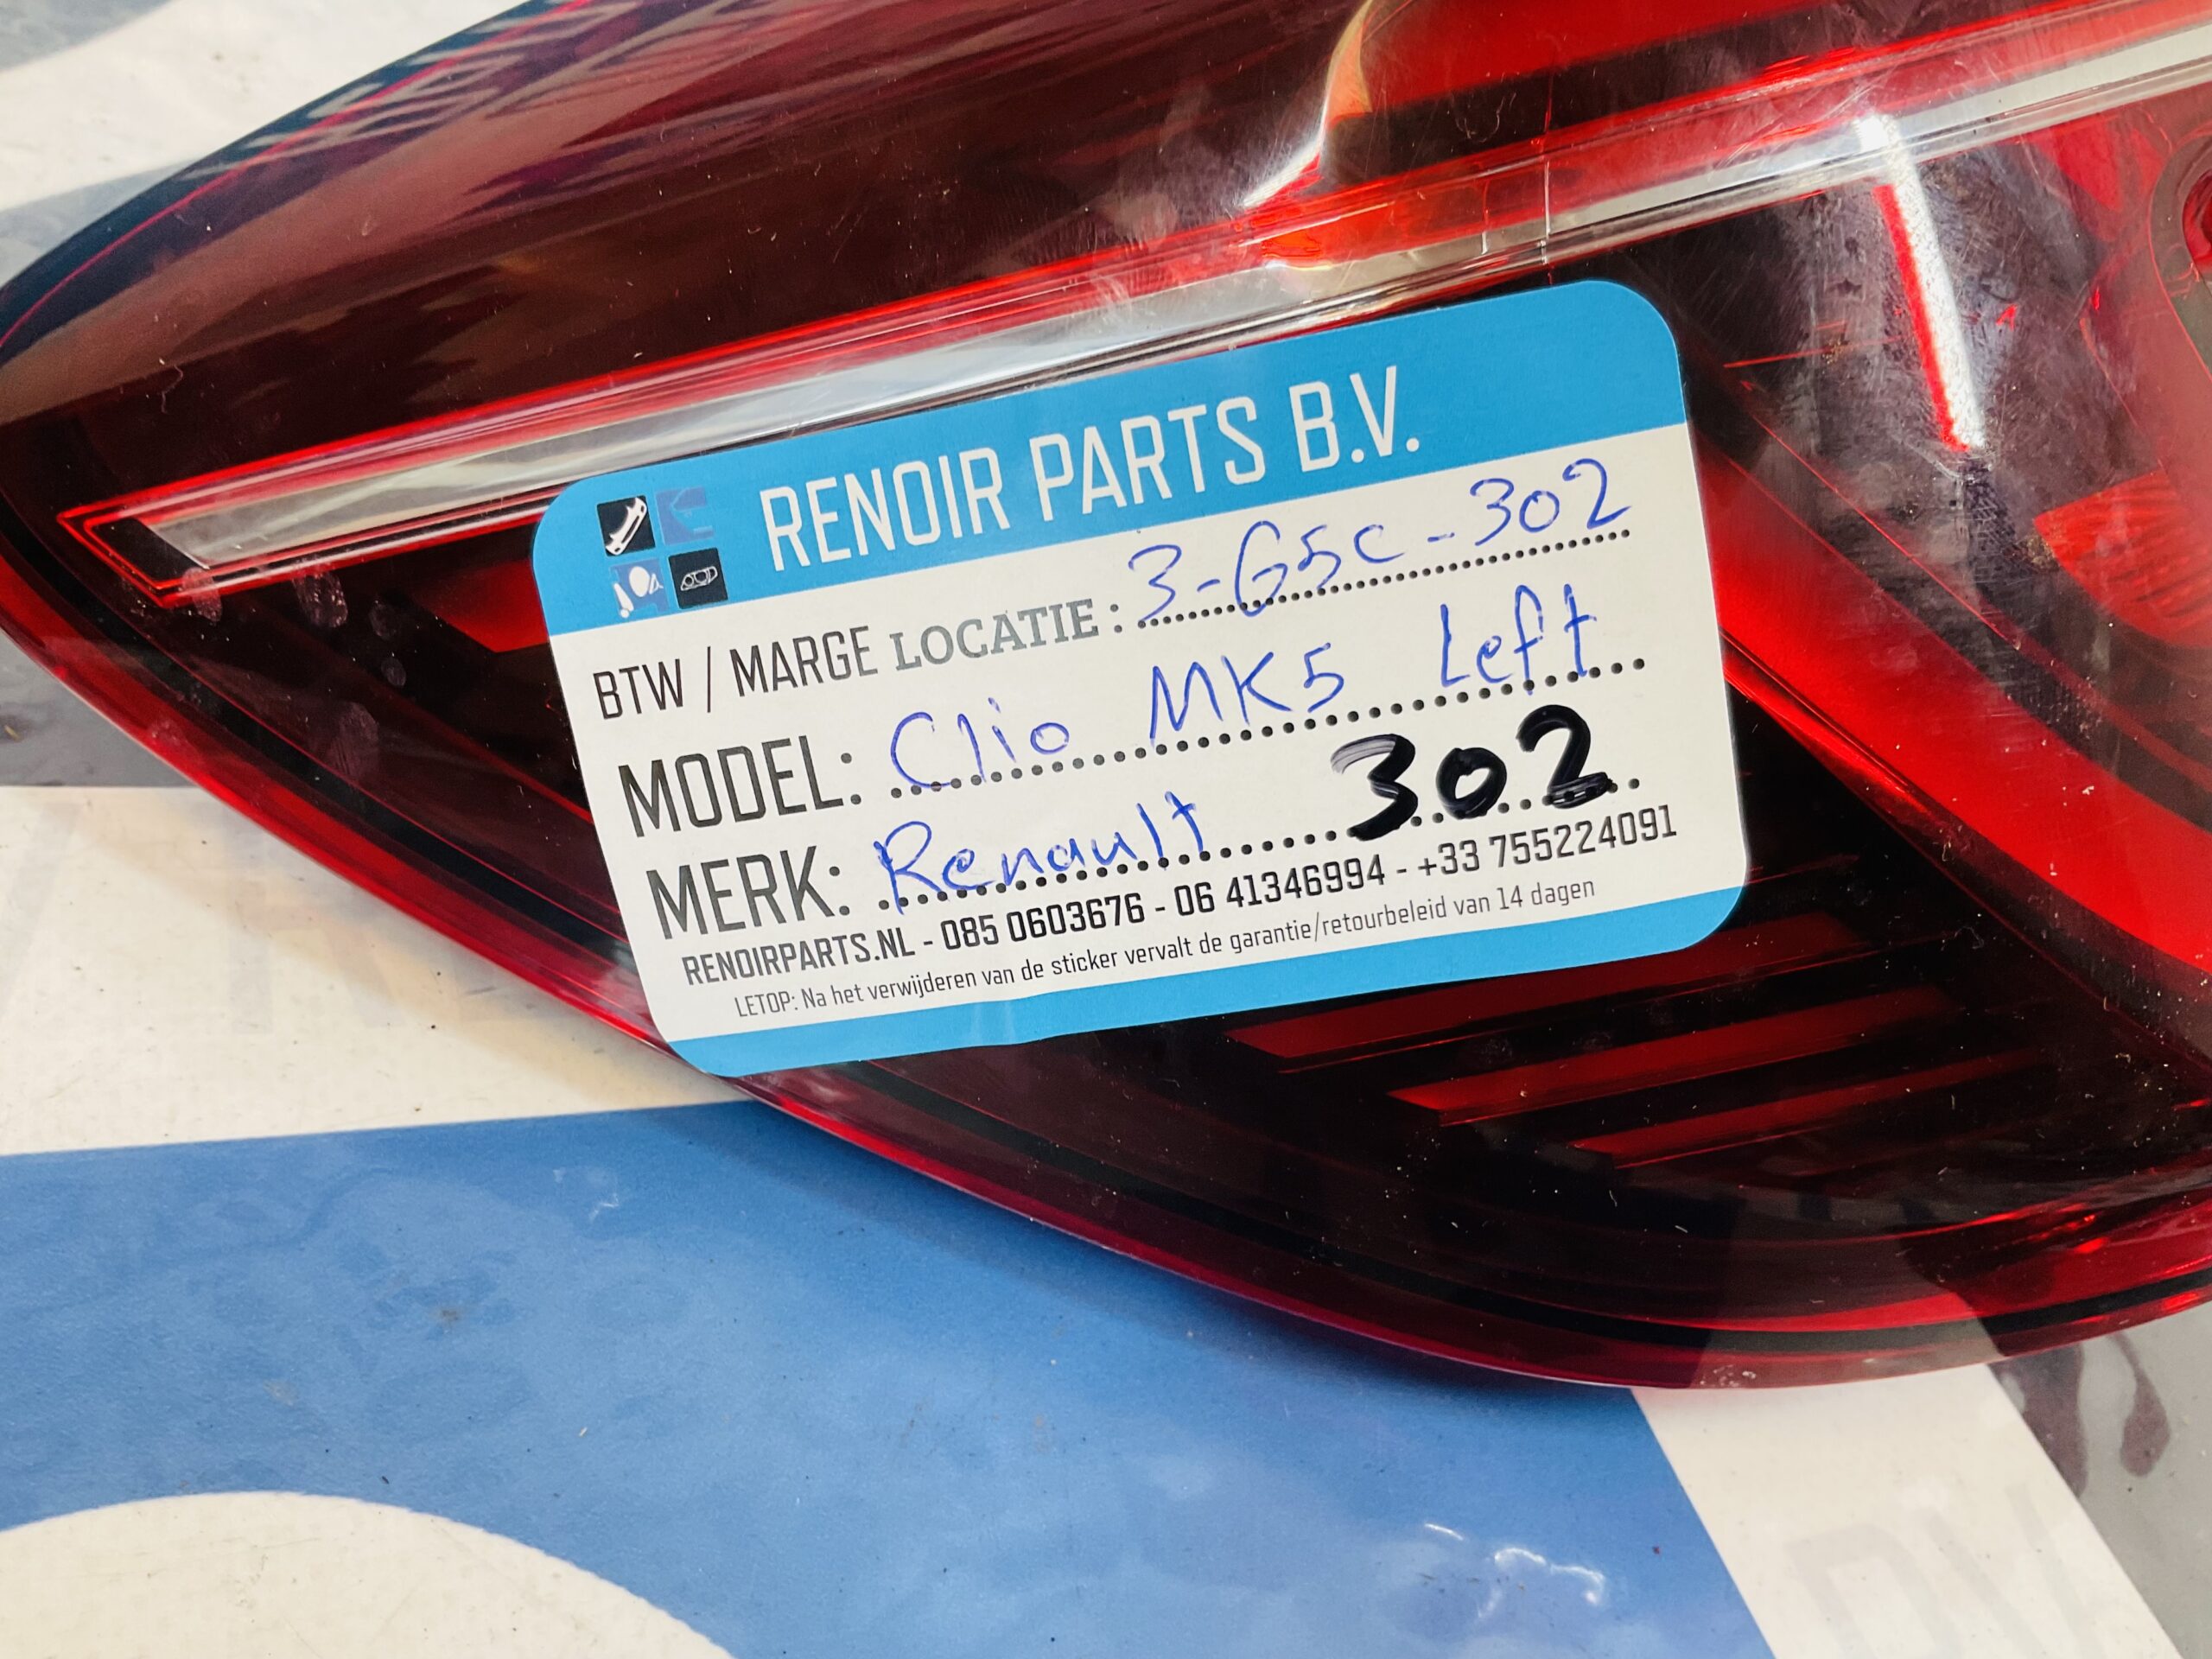 RENOIR PARTS B.V.
BTW / MARGE LOCATIE: 3-G5C-302
MODEL: Clio MK5 Left
MERK: Renault 302
RENOIRPARTS.NL - 085 0603676 - 06 41346994 - +33 755224091
LETOP: Na het verwijderen van de sticker vervalt de garantie/retourbeleid van 14 dagen